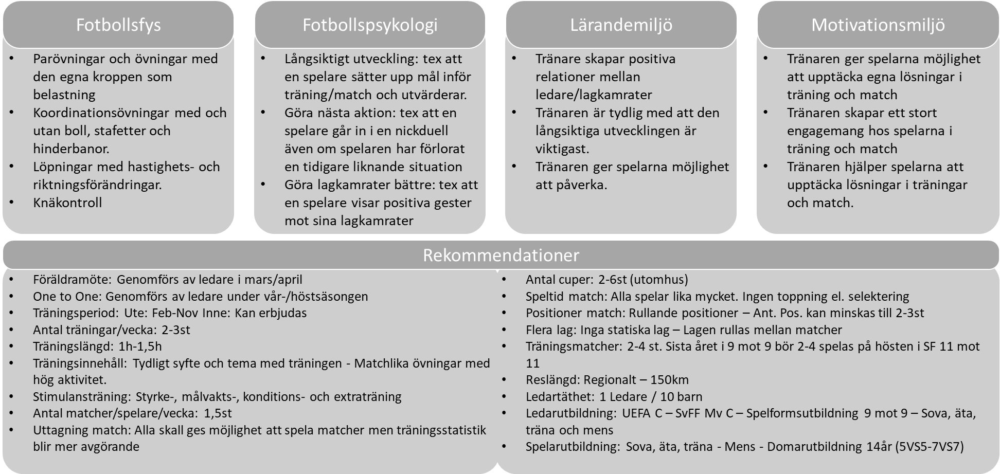 Fotbollsfys
• Parövningar och övningar med
den egna kroppen som
belastning
• Koordinationsövningar med och
utan boll, stafetter och
hinderbanor.
• Löpningar med hastighets- och
riktningsförändringar.
• Knäkontroll
Fotbollspsykologi
• Långsiktigt utveckling: tex att
en spelare sätter upp mål inför
träning/match och utvärderar.
• Göra nästa aktion: tex att en
spelare går in i en nickduell
även om spelaren har förlorat
en tidigare liknande situation
• Göra lagkamrater bättre: tex att
en spelare visar positiva gester
mot sina lagkamrater
Lärandemiljö
• Tränare skapar positiva
relationer mellan
ledare/lagkamrater
• Tränaren är tydlig med att den
långsiktiga utvecklingen är
viktigast.
• Tränaren ger spelarna möjlighet
att påverka.
Motivationsmiljö
• Tränaren ger spelarna möjlighet
att upptäcka egna lösningar i
träning och match
• Tränaren skapar ett stort
engagemang hos spelarna i
träning och match
• Tränaren hjälper spelarna att
upptäcka lösningar i träningar
och match.
Rekommendationer
• Föräldramöte: Genomförs av ledare i mars/april
• One to One: Genomförs av ledare under vår-/höstsäsongen
• Träningsperiod: Ute: Feb-Nov Inne: Kan erbjudas
• Antal träningar/vecka: 2-3st
• Träningslängd: 1h-1,5h
• Träningsinnehåll: Tydligt syfte och tema med träningen - Matchlika övningar med
hög aktivitet.
• Stimulansträning: Styrke-, målvakts-, konditions- och extraträning
• Antal matcher/spelare/vecka: 1,5st
• Uttagning match: Alla skall ges möjlighet att spela matcher men träningsstatistik
blir mer avgörande
• Antal cuper: 2-6st (utomhus)
• Speltid match: Alla spelar lika mycket. Ingen toppning el. selektering
• Positioner match: Rullande positioner – Ant. Pos. kan minskas till 2-3st
• Flera lag: Inga statiska lag – Lagen rullas mellan matcher
• Träningsmatcher: 2-4 st. Sista året i 9 mot 9 bör 2-4 spelas på hösten i SF 11 mot
11
• Reslängd: Regionalt – 150km
• Ledartäthet: 1 Ledare / 10 barn
• Ledarutbildning: UEFA C – SvFF Mv C – Spelformsutbildning 9 mot 9 – Sova, äta,
träna och mens
• Spelarutbildning: Sova, äta, träna - Mens - Domarutbildning 14år (5VS5-7VS7)